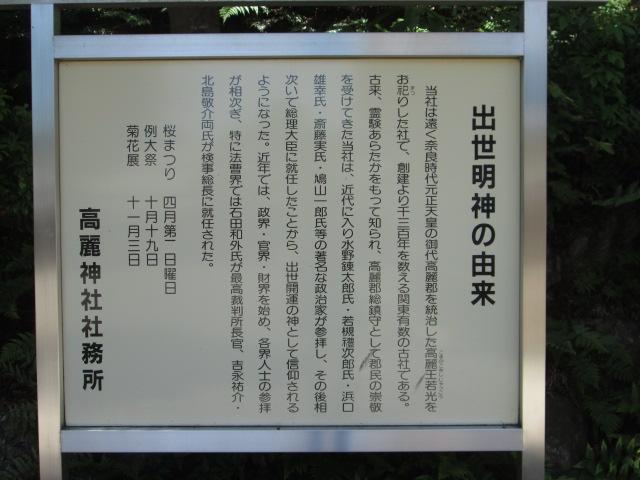 出世明神の由来
当社は遠く奈良時代元正天皇の御代高麗郡を統治した高麗王若光を
お祀りした社で、創建より千三百年を数える関東有数の古社である。
古来、霊験あらたかをもって知られ、高麗郡総鎮守として郡民の崇敬
を受けてきた当社は、近代に入り水野錬太郎氏・若槻禮次郎氏・浜口
雄幸氏・斎藤実氏・鳩山一郎氏等の著名な政治家が参拝し、その後相
次いで総理大臣に就任したことから、出世開運の神として信仰される
ようになった。近年では、政界・官界・財界を始め、各界人士の参拝
が相次ぎ、特に法曹界では石田和外氏が最高裁判所長官、吉永祐介・
北島敬介両氏が検事総長に就任された。
桜まつり 四月第二日曜日
例大祭 十月十九日
菊花展 十一月三日
高麗神社社務所